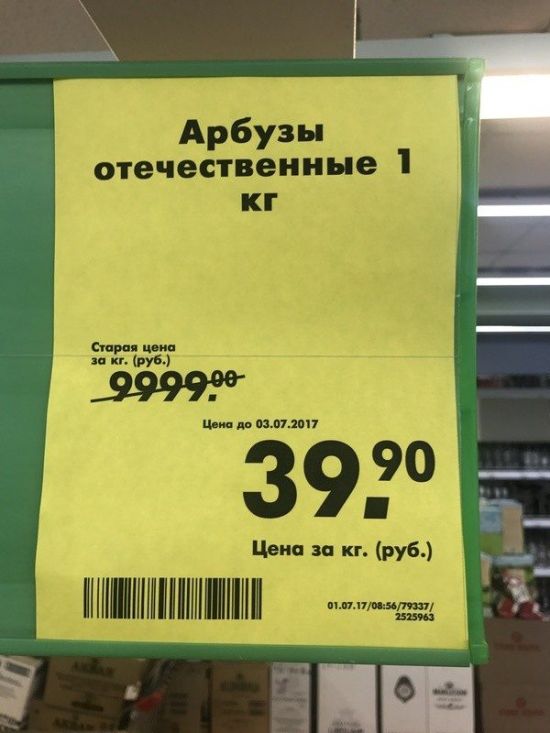 Арбузы
отечественные 1
кг
Старая цена
за кг. (руб.)
9999.00
Цена до 03.07.2017
39.90
Цена за кг. (руб.)
01.07.17/08:56/79337/
2525963